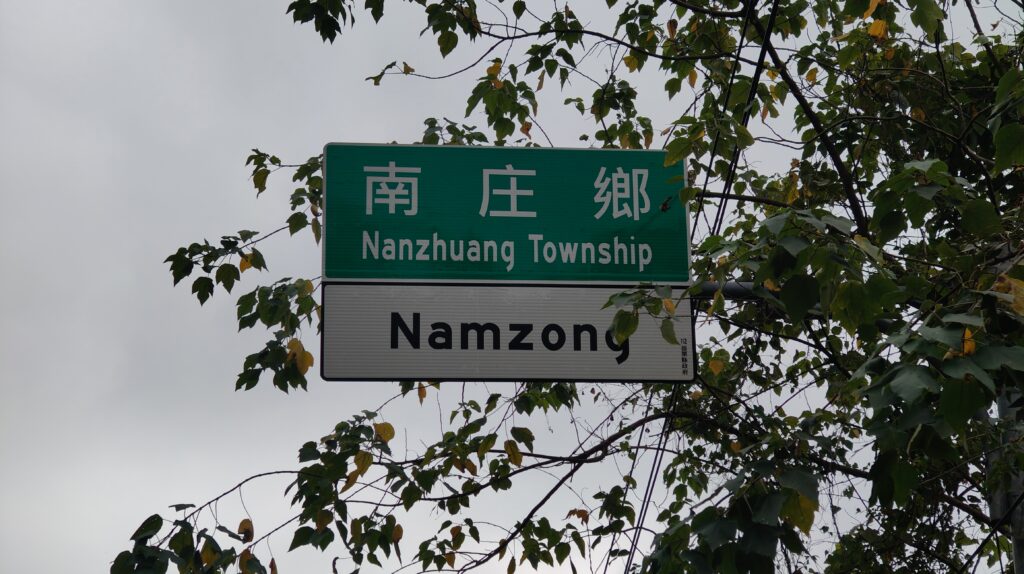 南庄鄉
Nanzhuang Township
Namzong